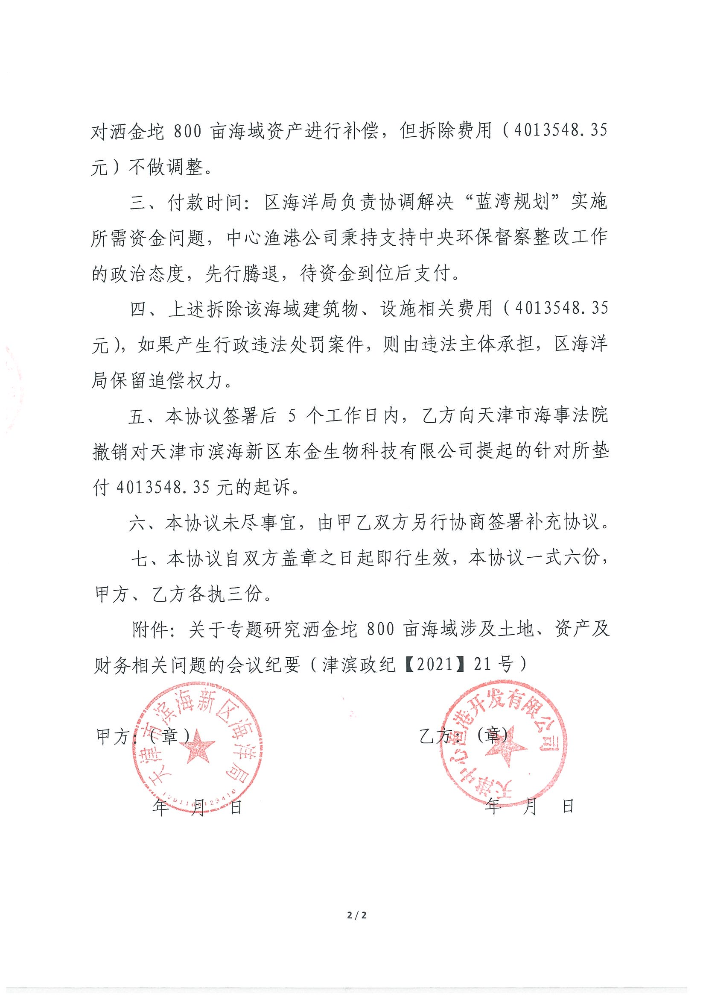 对洒金坨 800 亩海域资产进行补偿，但拆除费用（4013548.35
元）不做调整。
三、付款时间：区海洋局负责协调解决“蓝湾规划”实施
所需资金问题，中心渔港公司秉持支持中央环保督察整改工作
的政治态度，先行腾退，待资金到位后支付。
四、上述拆除该海域建筑物、设施相关费用（4013548.35
元），如果产生行政违法处罚案件，则由违法主体承担，区海洋
局保留追偿权力。
五、本协议签署后 5 个工作日内，乙方向天津市海事法院
撤销对天津市滨海新区东金生物科技有限公司提起的针对所垫
付 4013548.35 元的起诉。
六、本协议未尽事宜，由甲乙双方另行协商签署补充协议。
七、本协议自双方盖章之日起即行生效，本协议一式六份，
甲方、乙方各执三份。
附件：关于专题研究洒金坨 800 亩海域涉及土地、资产及
财务相关问题的会议纪要（津滨政纪【2021】21 号）
甲方：（章） 乙方：（章）
天津市滨海新区海洋局
天津中心渔港开发有限公司
年 月 日 年 月 日
2 / 2